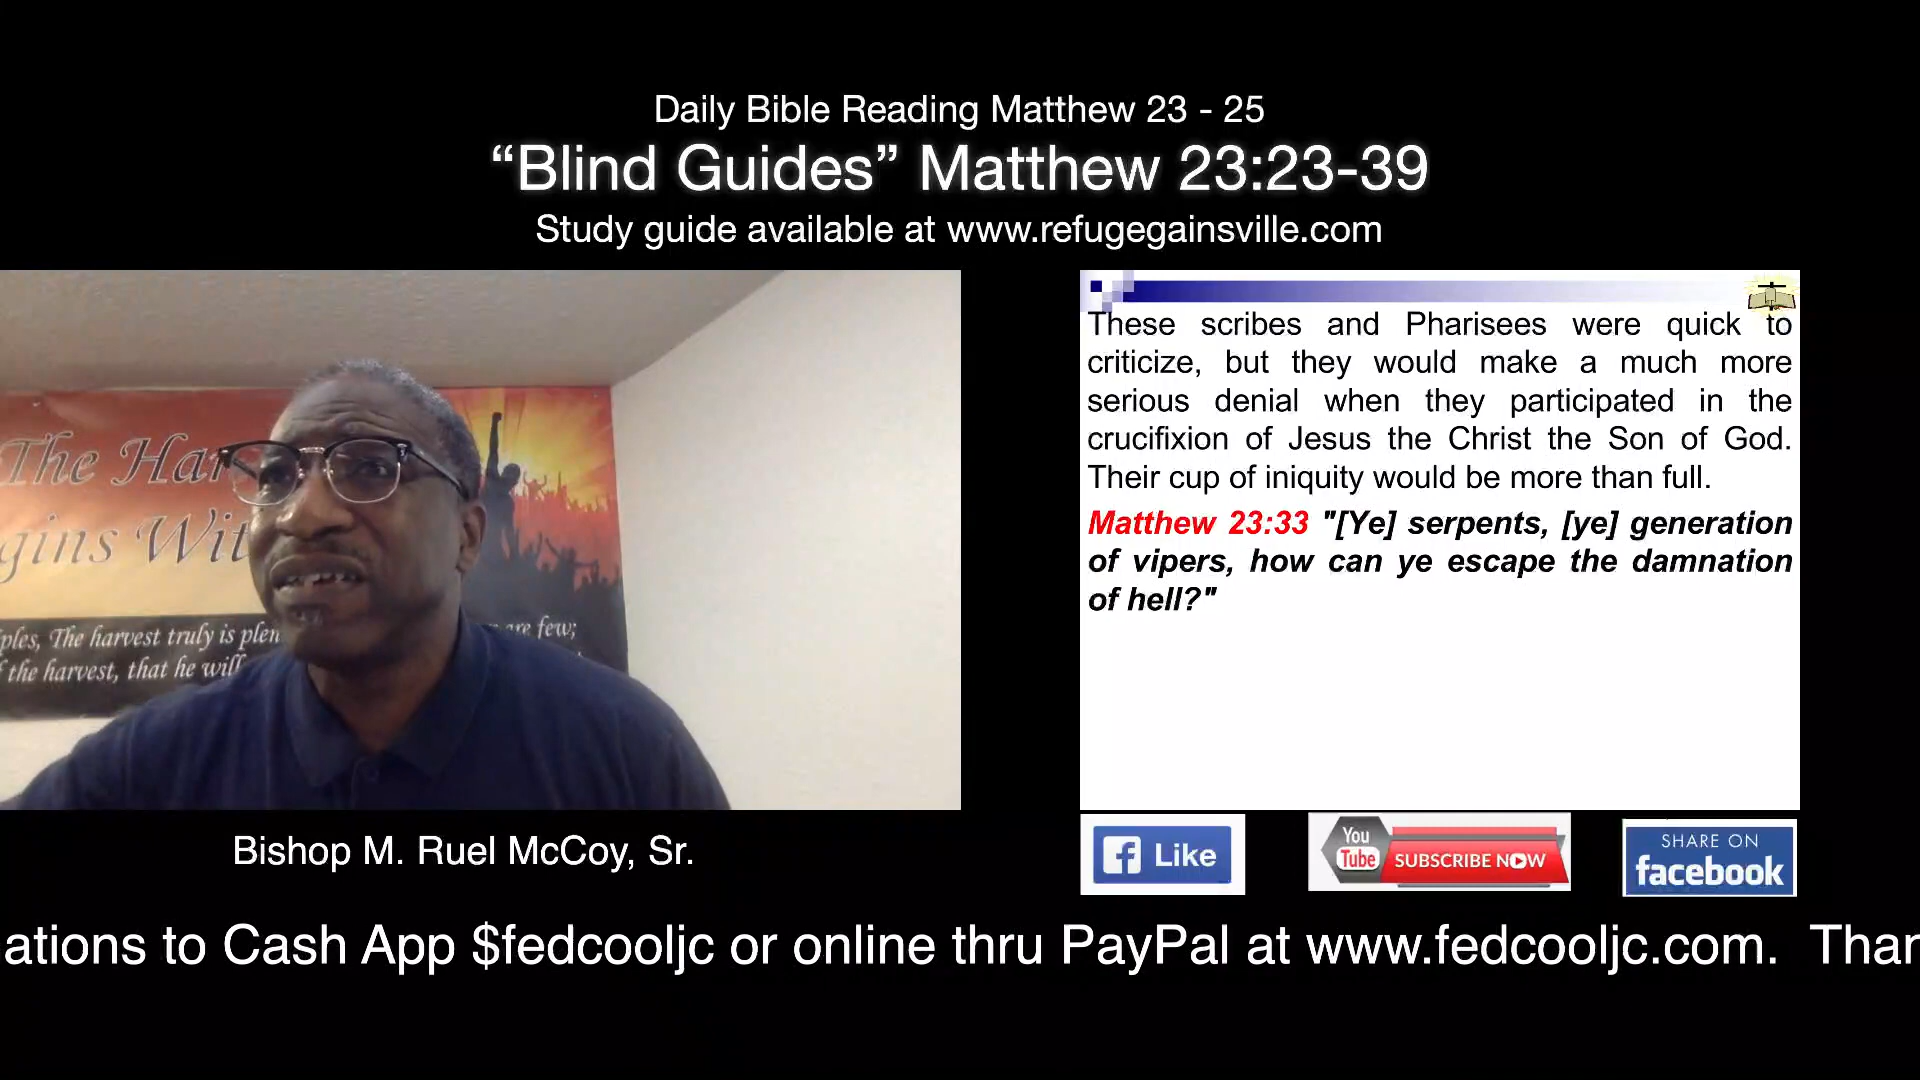 Daily Bible Reading Matthew 23 - 25
“Blind Guides” Matthew 23:23-39
Study guide available at www.refugegainsville.com
The Har
gins Wit
ples, The harvest truly is plen
are few;
the harvest, that he will
These scribes and Pharisees were quick to
criticize, but they would make a much more
serious denial when they participated in the
crucifixion of Jesus the Christ the Son of God.
Their cup of iniquity would be more than full.
Matthew 23:33 "[Ye] serpents, [ye] generation
of vipers, how can ye escape the damnation
of hell?"
Bishop M. Ruel McCoy, Sr.
Like
You
Tube
SUBSCRIBE NOW
SHARE ON
facebook
ations to Cash App $fedcooljc or online thru PayPal at www.fedcooljc.com. Than